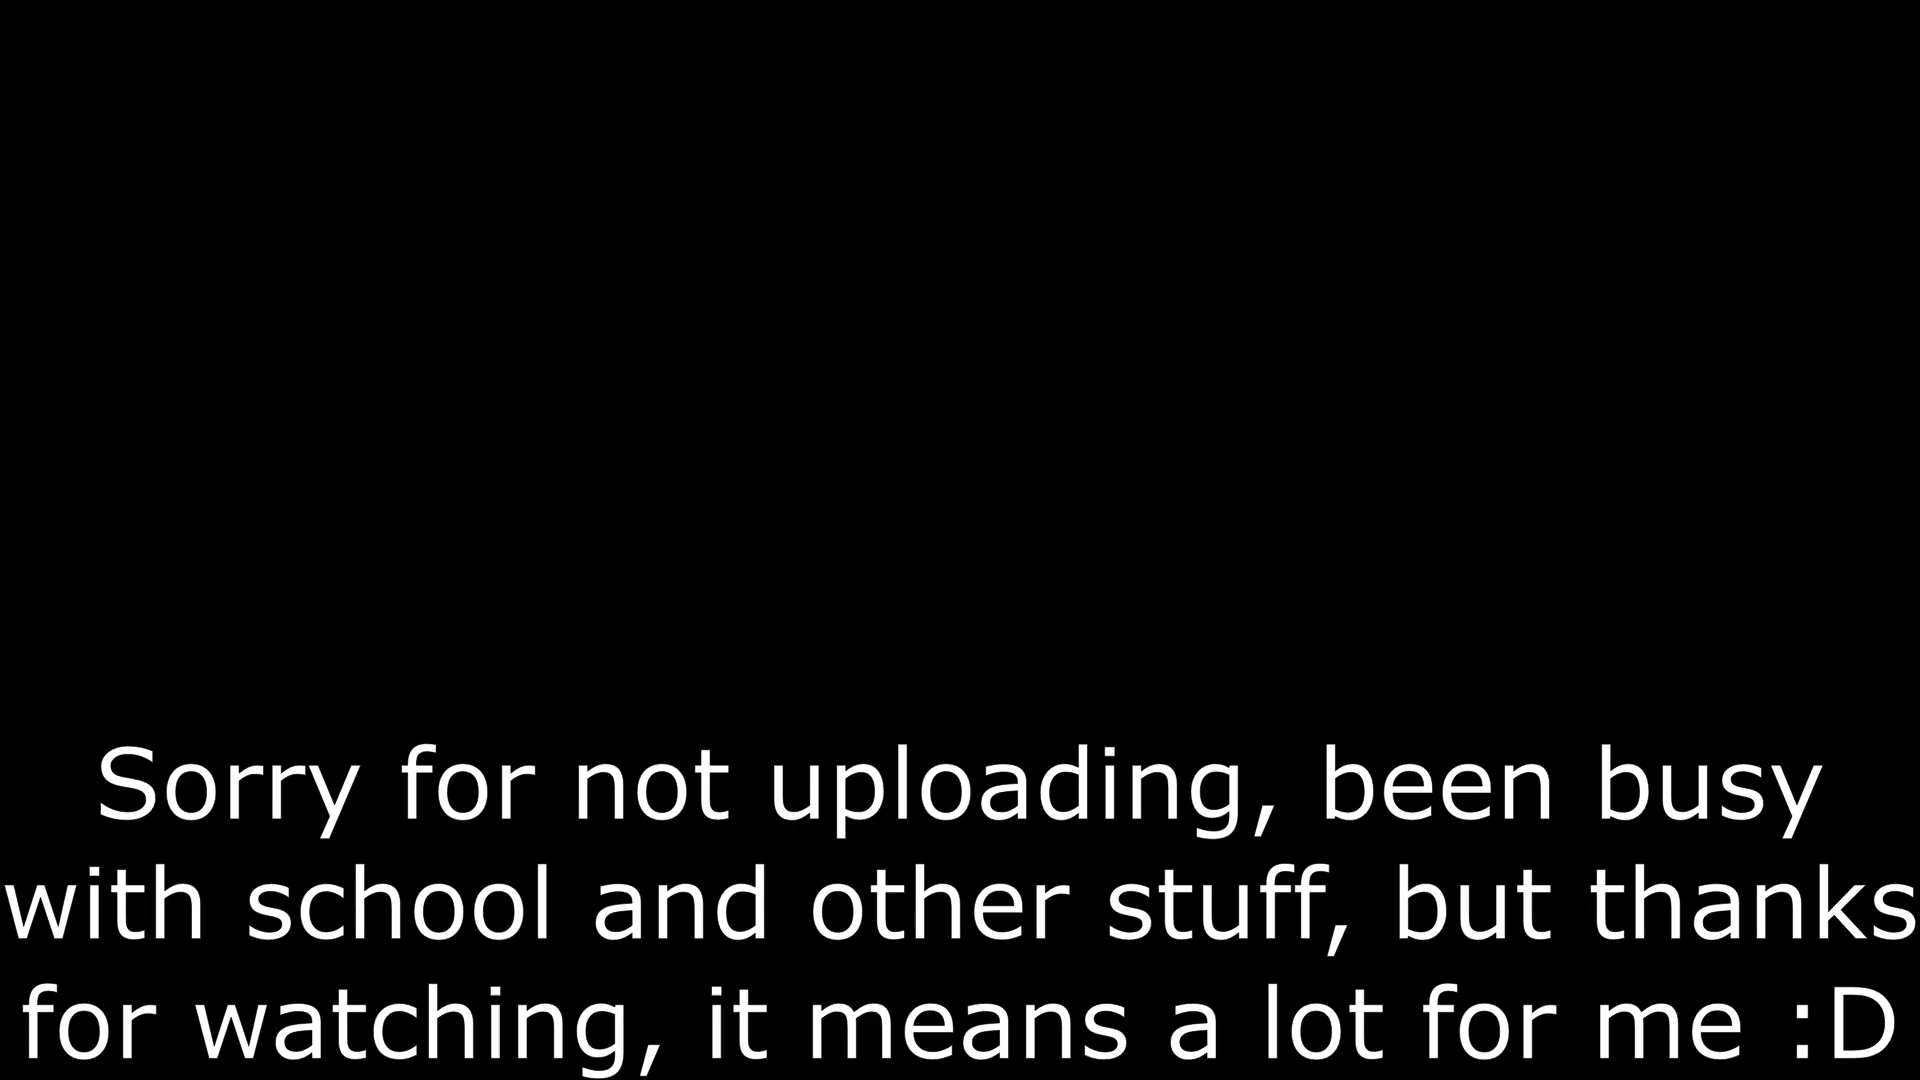 Sorry for not uploading, been busy
with school and other stuff, but thanks
for watching, it means a lot for me :D